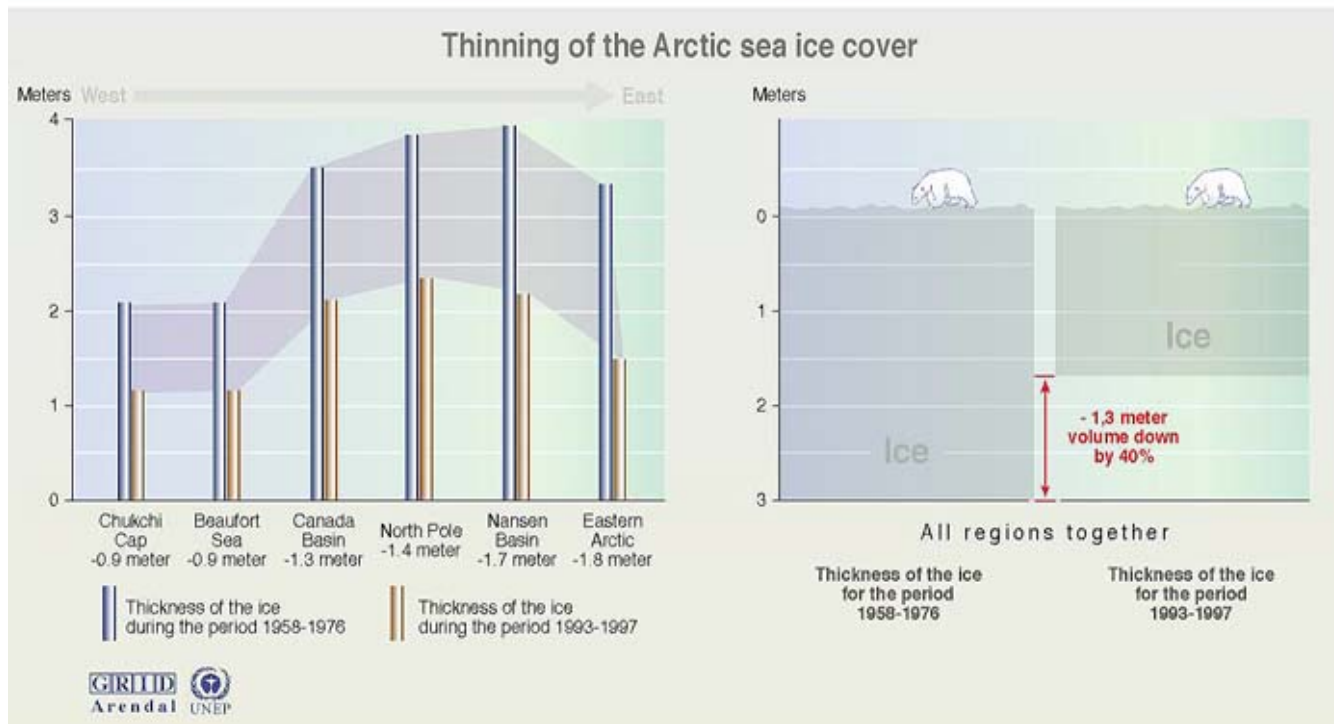 Thinning of the Arctic sea ice cover
Meters West East
4
3
2
1
0
Chukchi
Cap
-0.9 meter
Beaufort
Sea
-0.9 meter
Canada
Basin
-1.3 meter
North Pole
-1.4 meter
Nansen
Basin
-1.7 meter
Eastern
Arctic
-1.8 meter
Thickness of the ice
during the period 1958-1976
Thickness of the ice
during the period 1993-1997
Meters
0
1
2
3
Ice
Ice
- 1,3 meter
volume down
by 40%
All regions together
Thickness of the ice
for the period
1958-1976
Thickness of the ice
for the period
1993-1997
GRID
Arendal
UNEP